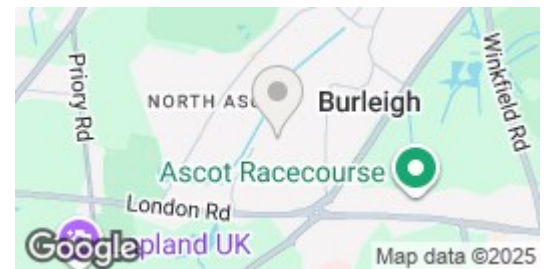 Priory Rd
Winkfield Rd
NORTH AS
Burleigh
Ascot Racecourse
London Rd
Google
pland UK
Map data ©2025